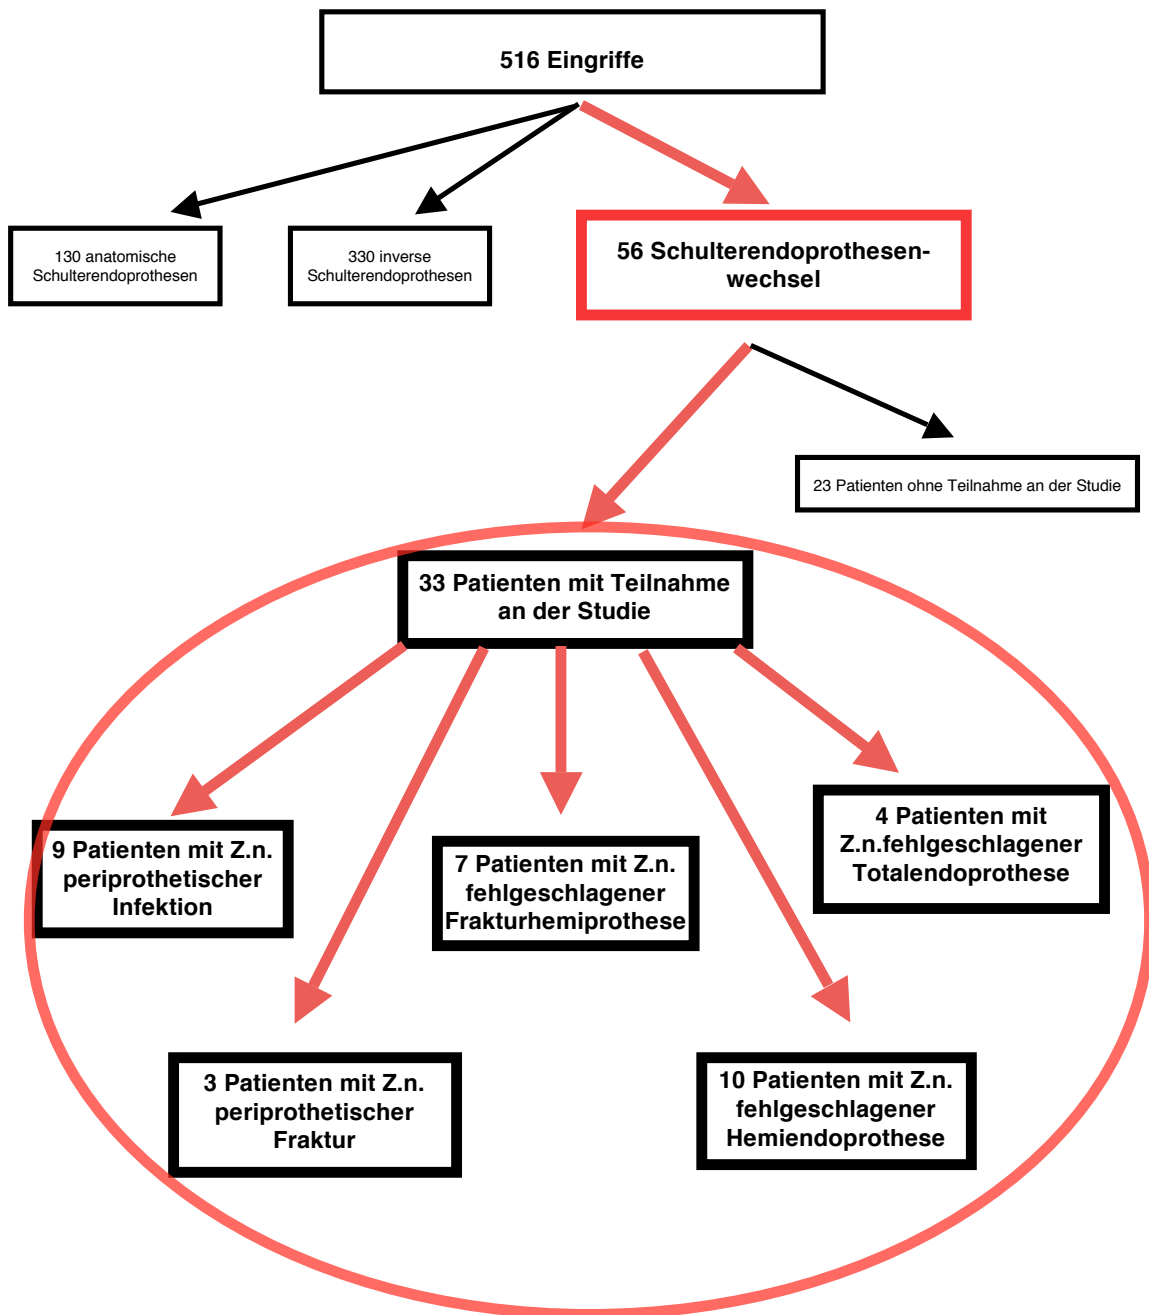 516 Eingriffe
130 anatomische
Schulterendoprothesen
330 inverse
Schulterendoprothesen
56 Schulterendoprothesen-
wechsel
23 Patienten ohne Teilnahme an der Studie
33 Patienten mit Teilnahme
an der Studie
9 Patienten mit Z.n.
periprothetischer
Infektion
7 Patienten mit Z.n.
fehlgeschlagener
Frakturhemiprothese
4 Patienten mit
Z.n.fehlgeschlagener
Totalendoprothese
3 Patienten mit Z.n.
periprothetischer
Fraktur
10 Patienten mit Z.n.
fehlgeschlagener
Hemiendoprothese